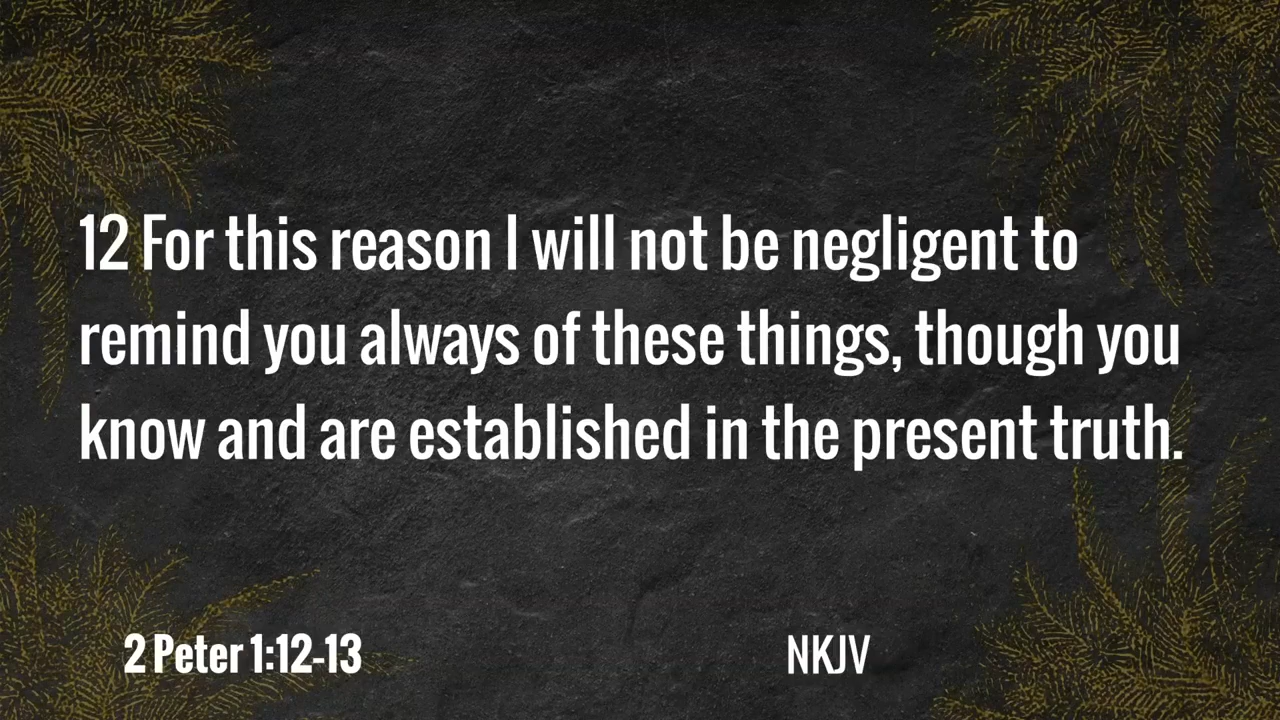 12 For this reason I will not be negligent to
remind you always of these things, though you
know and are established in the present truth.
2 Peter 1:12-13
NKJV